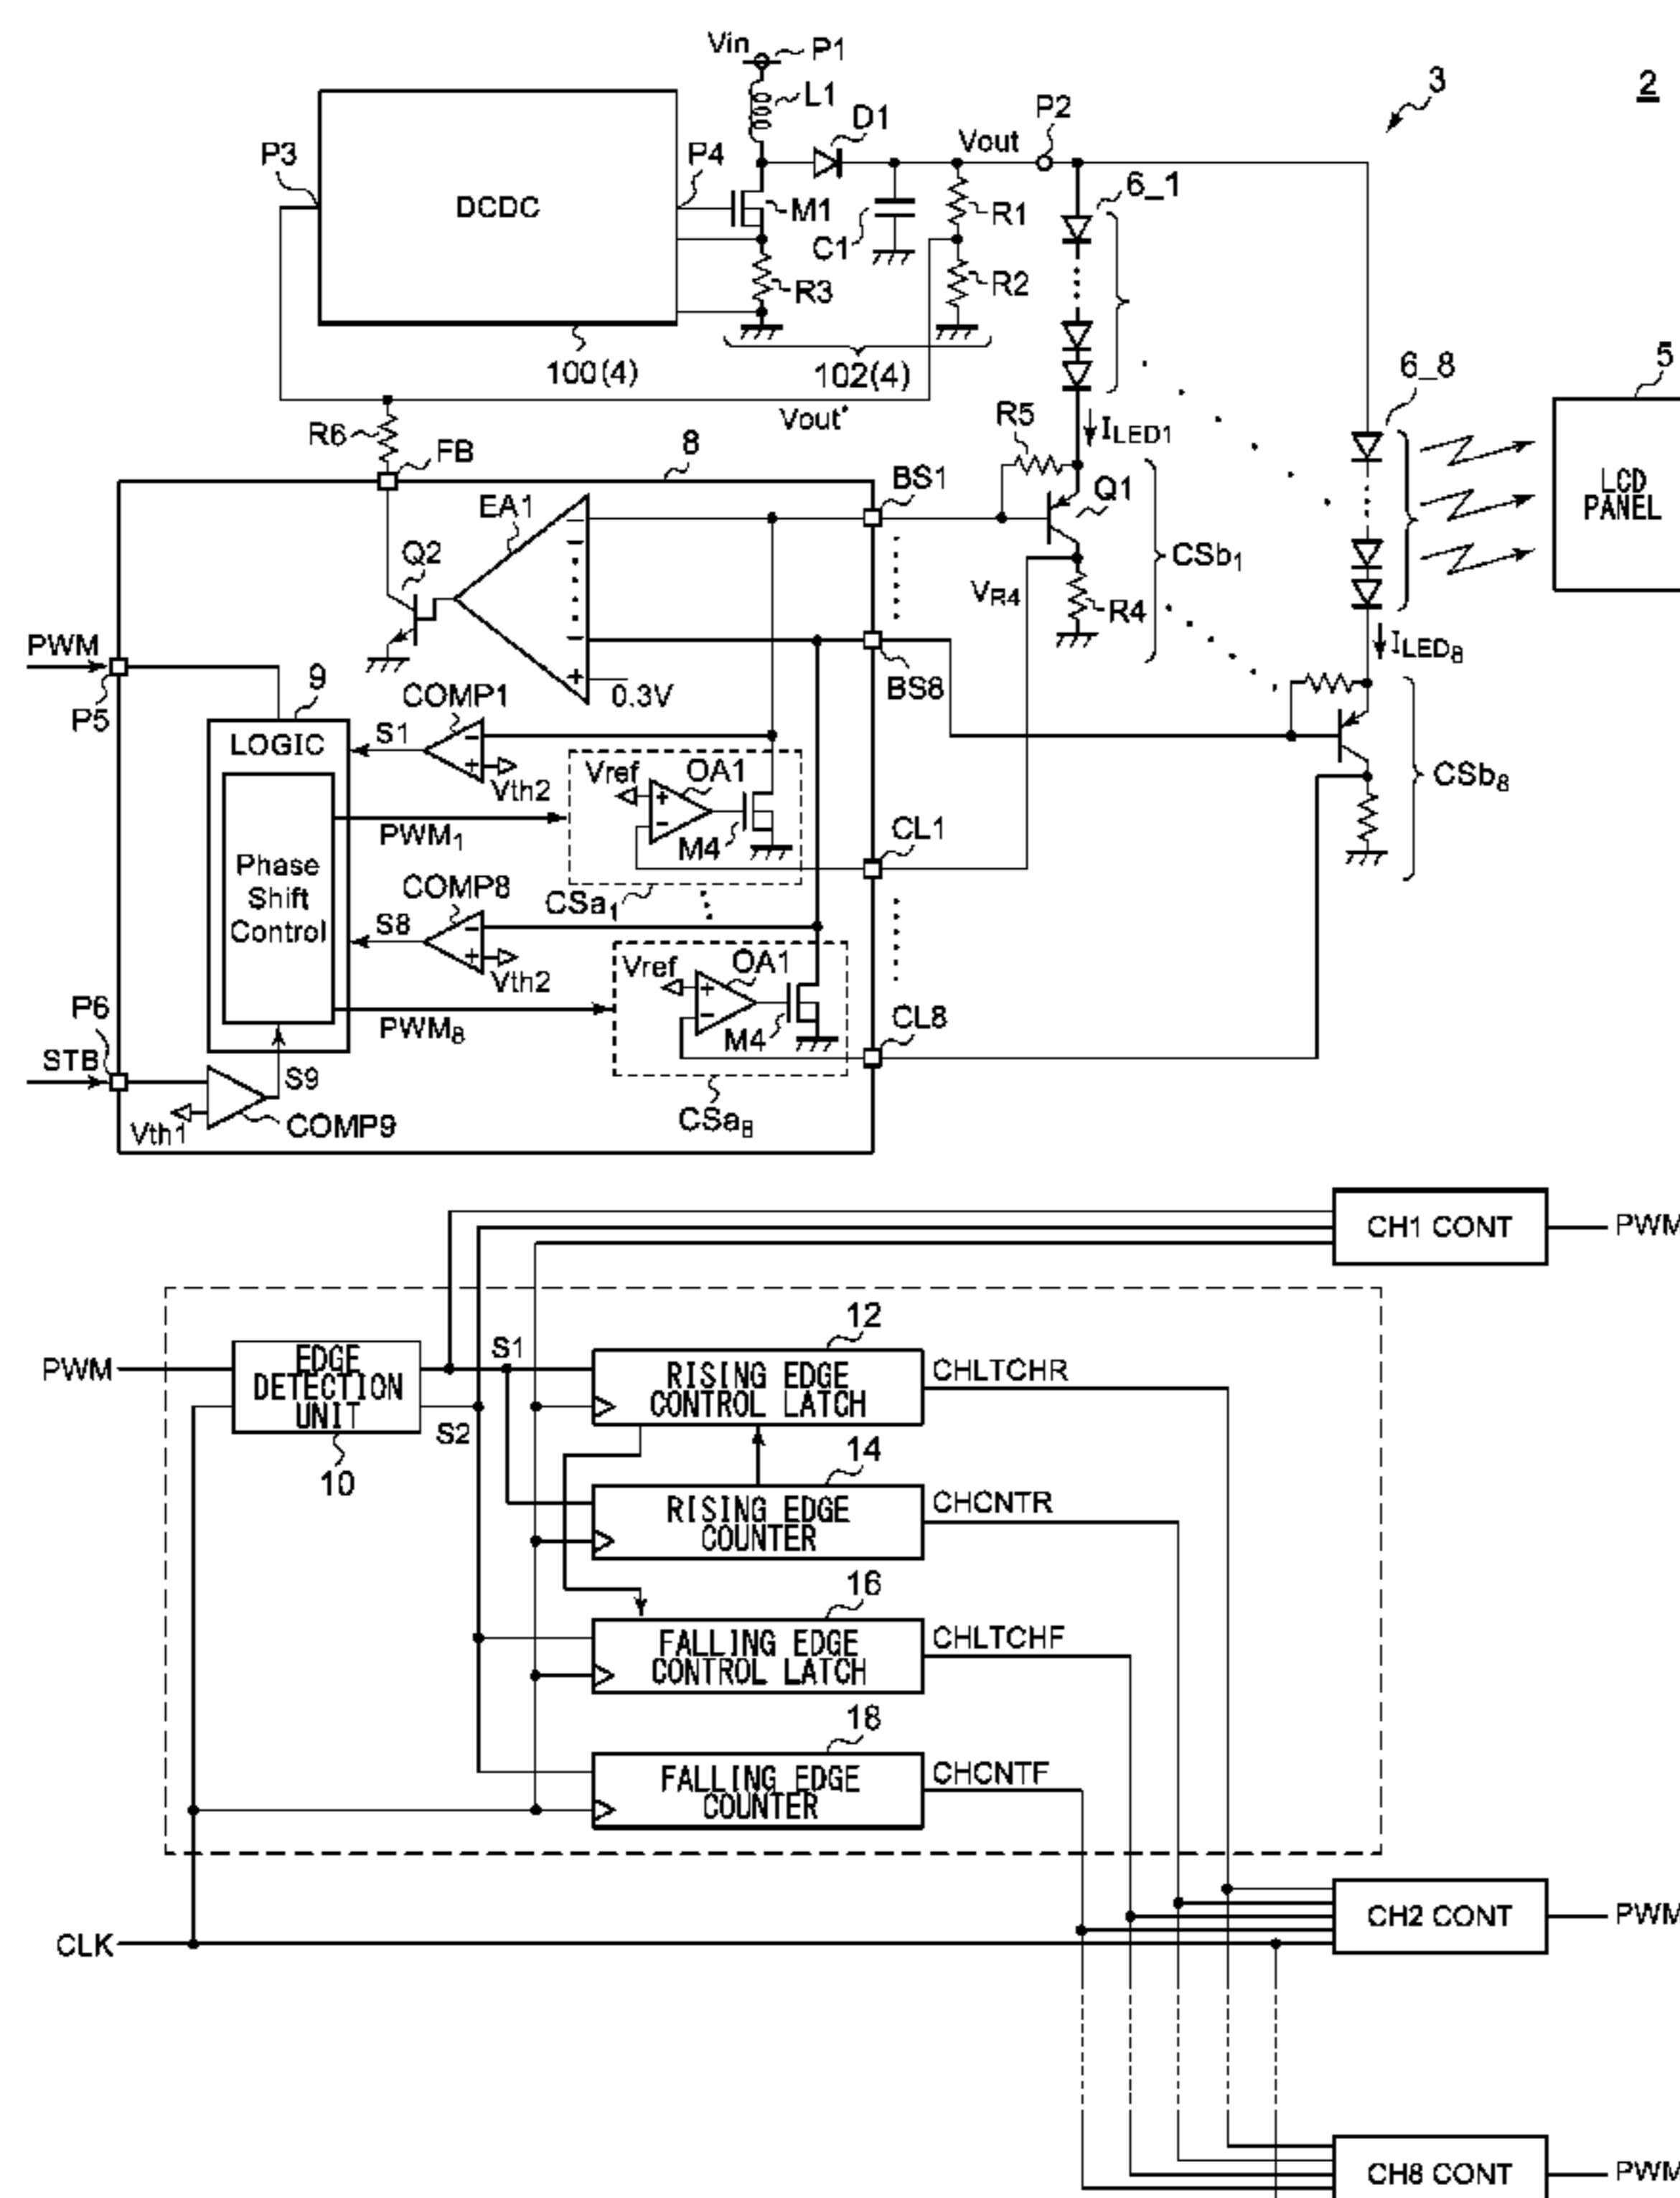 2
3
Vin
P1
L1
D1
P2
Vout
P3
DCDC
P4
M1
C1
R1
R2
R3
6_1
100(4)
102(4)
Vout'
6_8
5
LCD
PANEL
R6
FB
8
R5
ILED1
BS1
Q1
EA1
Q2
CSb1
VR4
R4
ILED8
PWM
P5
9
LOGIC
COMP1
0.3V
BS8
S1
Vth2
Vref
OA1
M4
CSb8
PWM1
CL1
Phase
Shift
Control
COMP8
CSa1
S8
Vth2
Vref
OA1
M4
P6
PWM8
CL8
STB
S9
CSa8
Vth1
COMP9
CH1 CONT
PWM
PWM
EDGE
DETECTION
UNIT
S1
12
RISING EDGE
CONTROL LATCH
CHLTCHR
S2
10
14
RISING EDGE
COUNTER
CHCNTR
16
FALLING EDGE
CONTROL LATCH
CHLTCHF
18
FALLING EDGE
COUNTER
CHCNTF
CH2 CONT
PWM
CLK
CH8 CONT
PWM